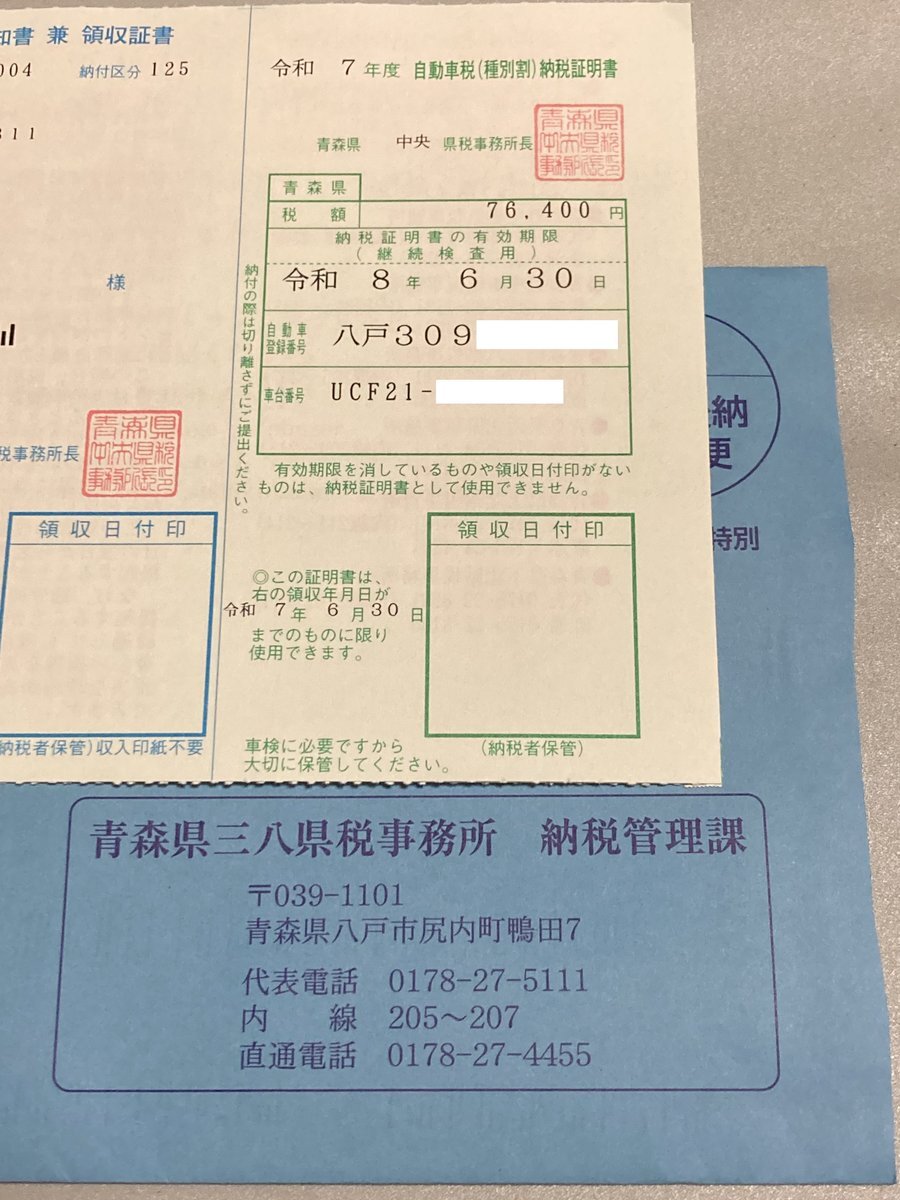 知書 兼 領収証書
004 納付区分 125
311
様
税事務所長
領収日付印
(納税者保管)収入印紙不要
納付の際は切り離さずにご提出ください。
令和 7 年度 自動車税(種別割)納税証明書
青森県 中央 県税事務所長
青森県
税 額 76,400 円
納税証明書の有効期限
(継続検査用)
令和 8 年 6 月 30 日
自動車登録番号 八戸309
車台番号 UCF21-
有効期限を消しているものや領収日付印がない
ものは、納税証明書として使用できません。
領収日付印
◎この証明書は、
右の領収年月日が
令和 7 年 6 月 30 日
までのものに限り
使用できます。
車検に必要ですから
大切に保管してください。
(納税者保管)
納
便
特別
青森県三八県税事務所 納税管理課
〒039-1101
青森県八戸市尻内町鴨田7
代表電話 0178-27-5111
内 線 205～207
直通電話 0178-27-4455